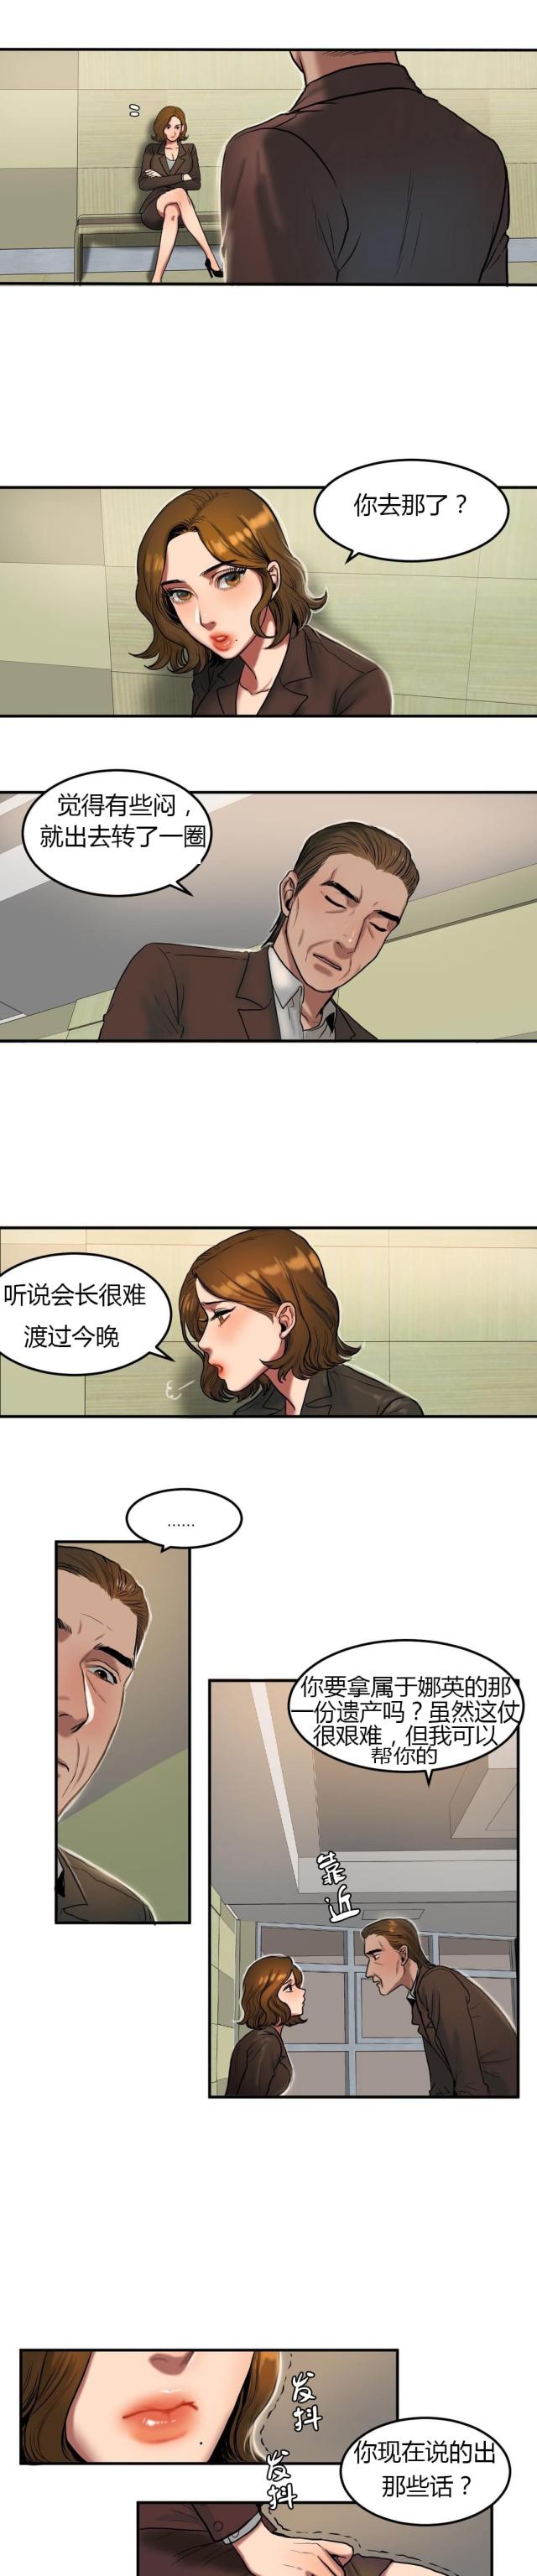 你去那了？
觉得有些闷，
就出去转了一圈
听说会长很难
渡过今晚
……
你要拿属于娜英的那
一份遗产吗？虽然这仗
很艰难，但我可以
帮你的
靠近
发抖
发抖
你现在说的出
那些话？